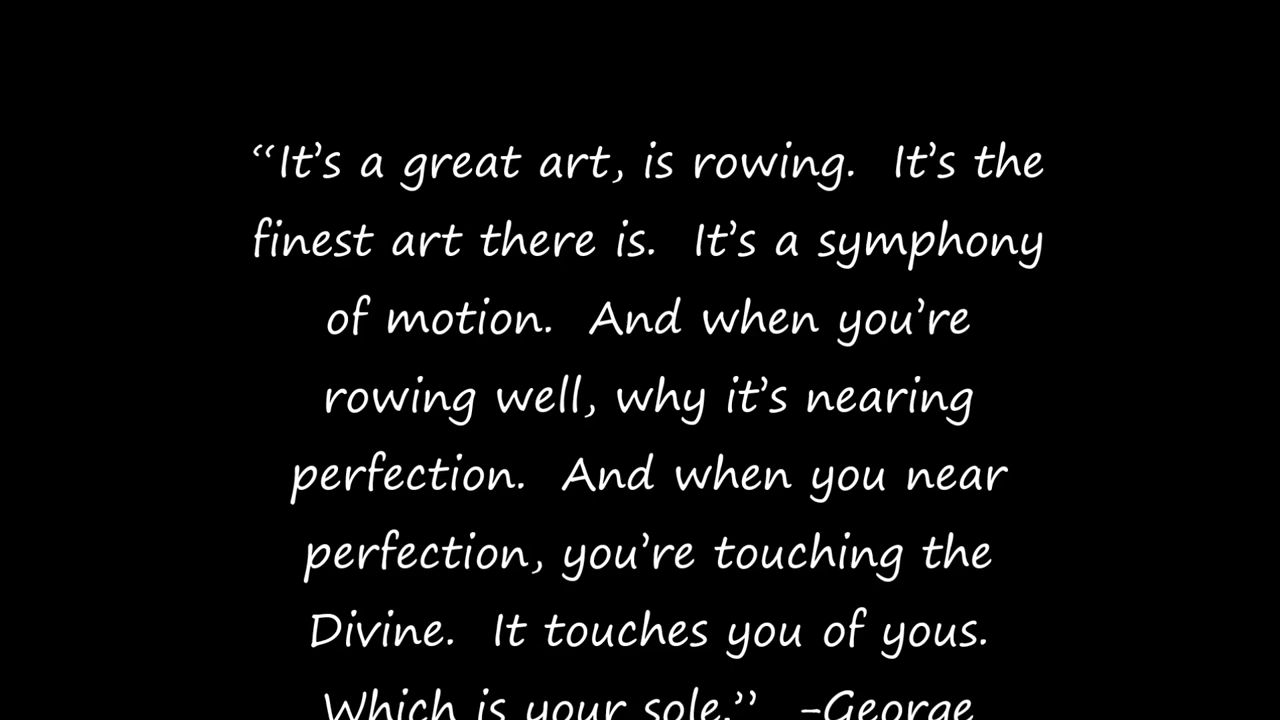 “It’s a great art, is rowing.  It’s the
finest art there is.  It’s a symphony
of motion.  And when you’re
rowing well, why it’s nearing
perfection.  And when you near
perfection, you’re touching the
Divine.  It touches you of yous.
Which is your sole.”  -George